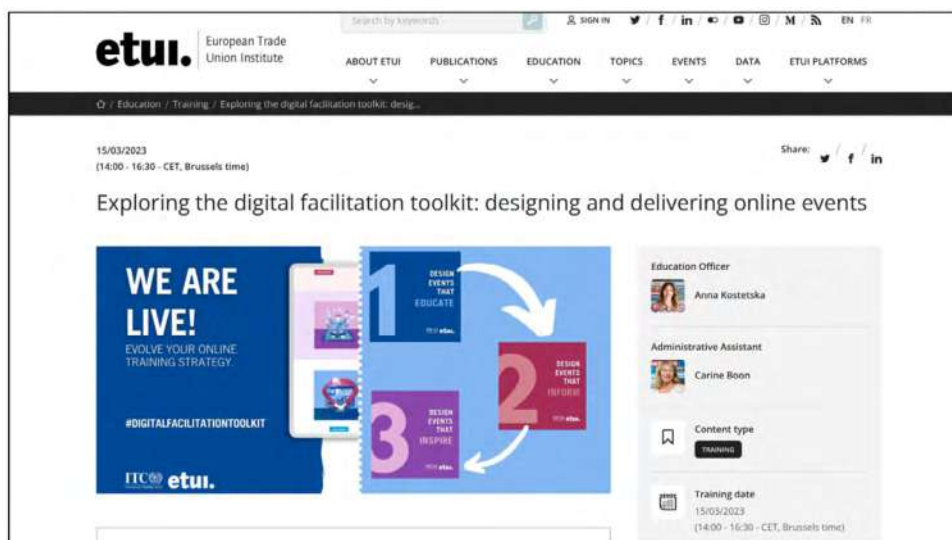 Search by keywords
SIGN IN
EN FR
etui.
European Trade
Union Institute
ABOUT ETUI PUBLICATIONS EDUCATION TOPICS EVENTS DATA ETUI PLATFORMS
/ Education / Training / Exploring the digital facilitation toolkit: desig...
15/03/2023
(14:00 - 16:30 - CET, Brussels time)
Share:
Exploring the digital facilitation toolkit: designing and delivering online events
WE ARE
LIVE!
EVOLVE YOUR ONLINE
TRAINING STRATEGY.
#DIGITALFACILITATIONTOOLKIT
ITC etui.
1
DESIGN
EVENTS
THAT
EDUCATE
etui.
2
DESIGN
EVENTS
THAT
INFORM
etui.
3
DESIGN
EVENTS
THAT
INSPIRE
etui.
Education Officer
Anna Kostetska
Administrative Assistant
Carine Boon
Content type
TRAINING
Training date
15/03/2023
(14:00 - 16:30 - CET, Brussels time)